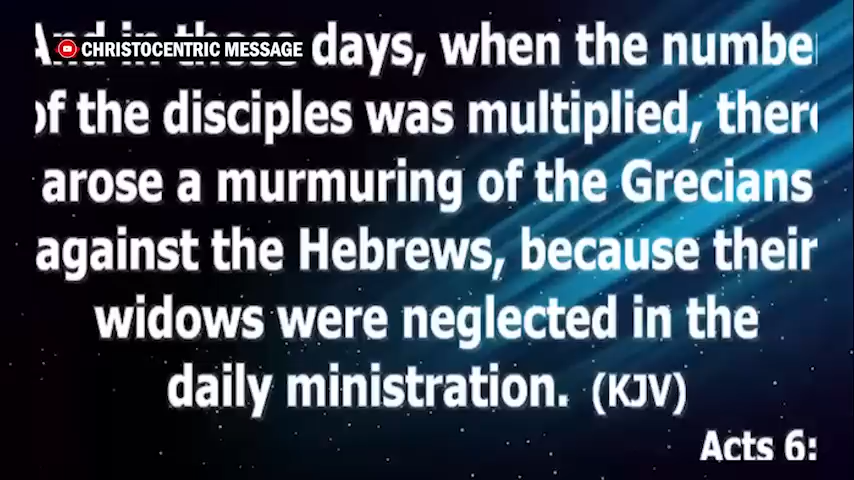 CHRISTOCENTRIC MESSAGE
And in those days, when the numbe
of the disciples was multiplied, there
arose a murmuring of the Grecians
against the Hebrews, because their
widows were neglected in the
daily ministration. (KJV)
Acts 6: